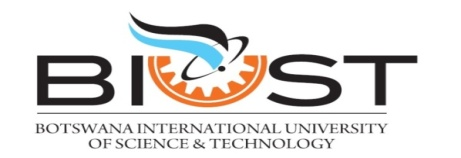 BIUST
BOTSWANA INTERNATIONAL UNIVERSITY
OF SCIENCE & TECHNOLOGY